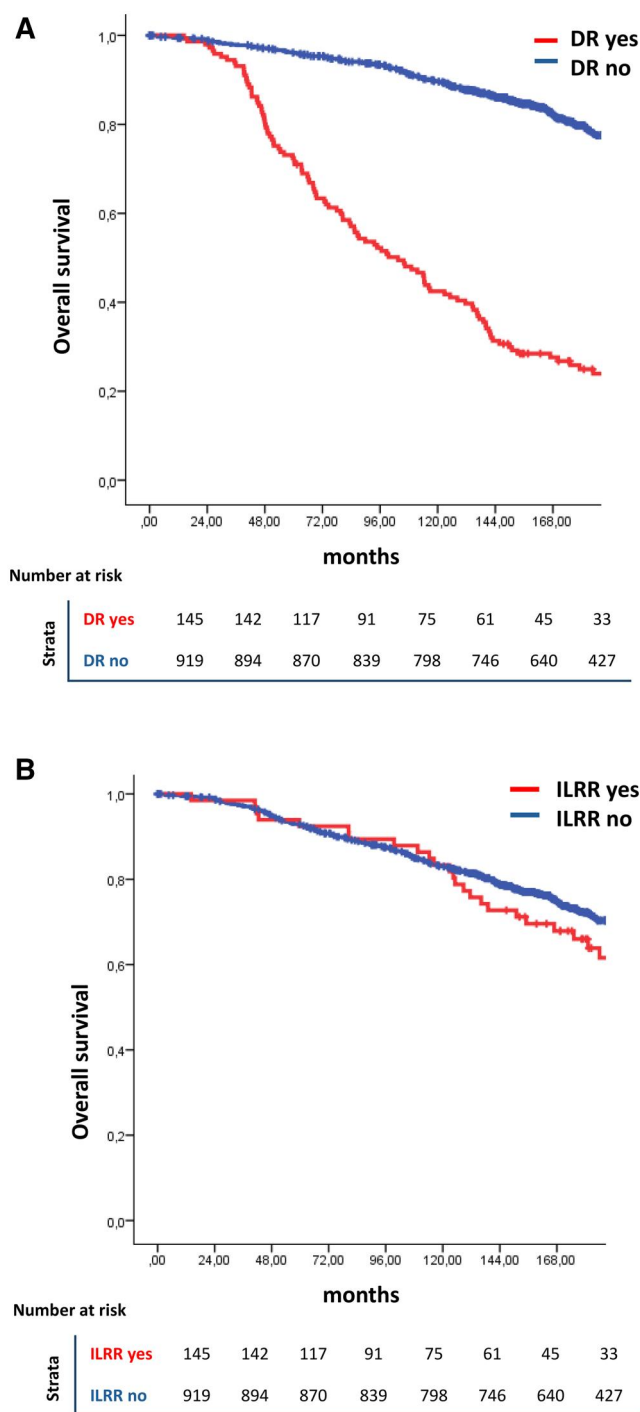 A
DR yes
DR no
1,0
0,8
0,6
0,4
0,2
0,0
Overall survival
,00 24,00 48,00 72,00 96,00 120,00 144,00 168,00
months
Number at risk
Strata
DR yes 145 142 117 91 75 61 45 33
DR no 919 894 870 839 798 746 640 427
B
ILRR yes
ILRR no
1,0
0,8
0,6
0,4
0,2
0,0
Overall survival
,00 24,00 48,00 72,00 96,00 120,00 144,00 168,00
months
Number at risk
Strata
ILRR yes 145 142 117 91 75 61 45 33
ILRR no 919 894 870 839 798 746 640 427